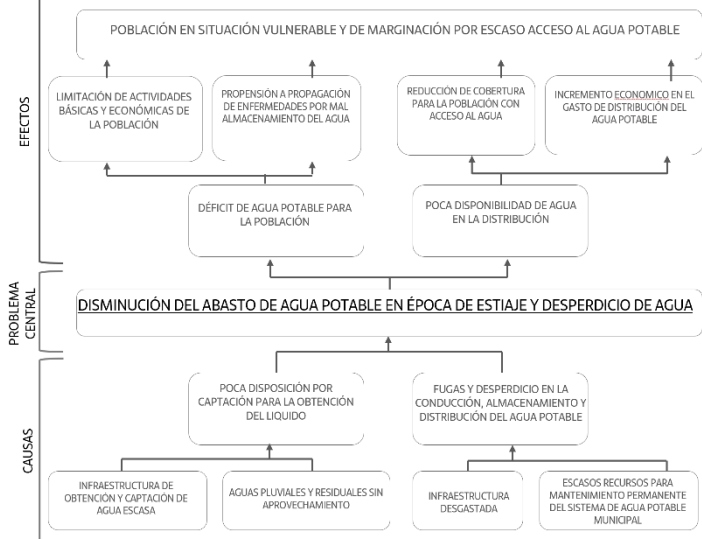 POBLACIÓN EN SITUACIÓN VULNERABLE Y DE MARGINACIÓN POR ESCASO ACCESO AL AGUA POTABLE
EFECTOS
LIMITACIÓN DE ACTIVIDADES
BÁSICAS Y ECONÓMICAS DE
LA POBLACIÓN
PROPENSIÓN A PROPAGACIÓN
DE ENFERMEDADES POR MAL
ALMACENAMIENTO DEL AGUA
REDUCCIÓN DE COBERTURA
PARA LA POBLACIÓN CON
ACCESO AL AGUA
INCREMENTO ECONOMICO EN EL
GASTO DE DISTRIBUCIÓN DEL
AGUA POTABLE
DÉFICIT DE AGUA POTABLE PARA
LA POBLACIÓN
POCA DISPONIBILIDAD DE AGUA
EN LA DISTRIBUCIÓN
PROBLEMA
CENTRAL
DISMINUCIÓN DEL ABASTO DE AGUA POTABLE EN ÉPOCA DE ESTIAJE Y DESPERDICIO DE AGUA
CAUSAS
POCA DISPOSICIÓN POR
CAPTACIÓN PARA LA OBTENCIÓN
DEL LIQUIDO
FUGAS Y DESPERDICIO EN LA
CONDUCCIÓN, ALMACENAMIENTO Y
DISTRIBUCIÓN DEL AGUA POTABLE
INFRAESTRUCTURA DE
OBTENCIÓN Y CAPTACIÓN DE
AGUA ESCASA
AGUAS PLUVIALES Y RESIDUALES SIN
APROVECHAMIENTO
INFRAESTRUCTURA
DESGASTADA
ESCASOS RECURSOS PARA
MANTENIMIENTO PERMANENTE
DEL SISTEMA DE AGUA POTABLE
MUNICIPAL